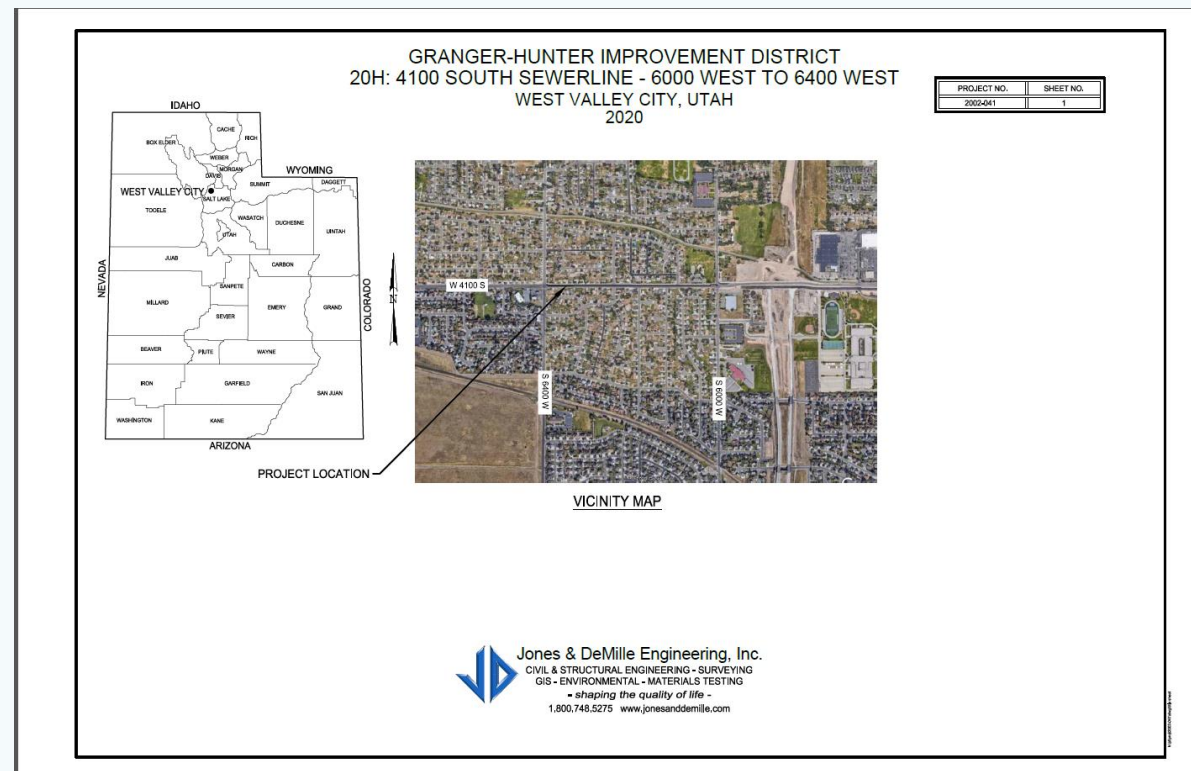 GRANGER-HUNTER IMPROVEMENT DISTRICT
20H: 4100 SOUTH SEWERLINE - 6000 WEST TO 6400 WEST
WEST VALLEY CITY, UTAH
2020
PROJECT NO.
SHEET NO.
2002-041
1
IDAHO
CACHE
RICH
BOX ELDER
WEBER
MORGAN
DAVIS
WYOMING
SUMMIT
DAGGETT
WEST VALLEY CITY
SALT LAKE
TOOELE
WASATCH
DUCHESNE
UINTAH
UTAH
JUAB
CARBON
NEVADA
SANPETE
MILLARD
EMERY
GRAND
COLORADO
SEVIER
BEAVER
PIUTE
WAYNE
IRON
GARFIELD
SAN JUAN
WASHINGTON
KANE
ARIZONA
N
W 4100 S
S 6400 W
S 6000 W
PROJECT LOCATION
VICINITY MAP
JD
Jones & DeMille Engineering, Inc.
CIVIL & STRUCTURAL ENGINEERING - SURVEYING
GIS - ENVIRONMENTAL - MATERIALS TESTING
- shaping the quality of life -
1.800.748.5275 www.jonesanddemille.com